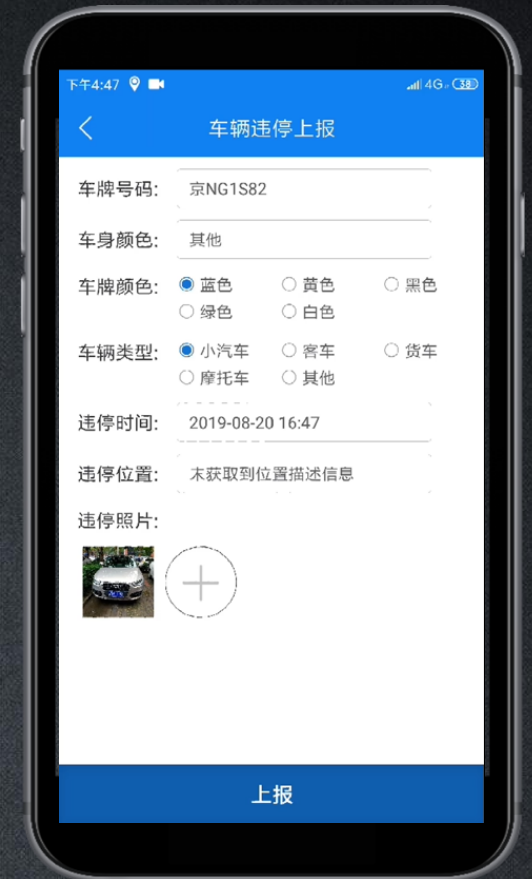 下午4:47 4G 38
车辆违停上报
车牌号码: 京NG1S82
车身颜色: 其他
车牌颜色: 蓝色 黄色 黑色
绿色 白色
车辆类型: 小汽车 客车 货车
摩托车 其他
违停时间: 2019-08-20 16:47
违停位置: 未获取到位置描述信息
违停照片:
上报